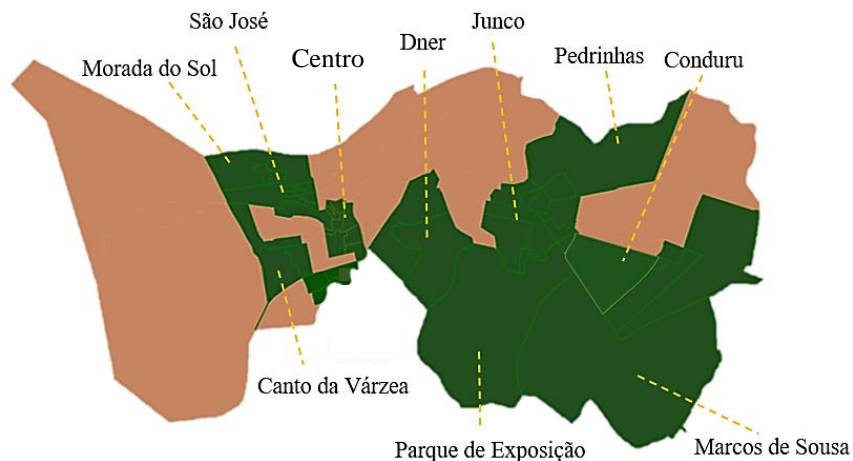 São José
Morada do Sol
Centro
Dner
Junco
Pedrinhas
Conduru
Canto da Várzea
Parque de Exposição
Marcos de Sousa